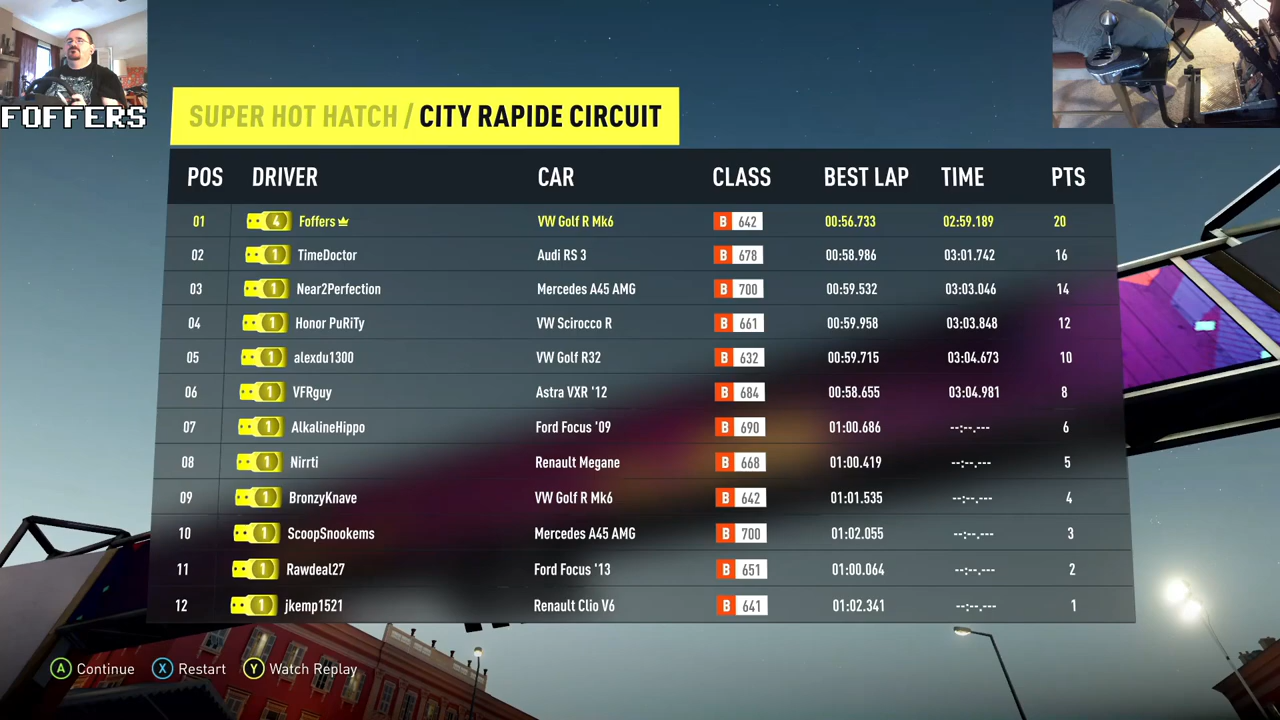 FOFFERS
SUPER HOT HATCH / CITY RAPIDE CIRCUIT
POS DRIVER CAR CLASS BEST LAP TIME PTS
01 4 Foffers VW Golf R Mk6 B 642 00:56.733 02:59.189 20
02 1 TimeDoctor Audi RS 3 B 678 00:58.986 03:01.742 16
03 1 Near2Perfection Mercedes A45 AMG B 700 00:59.532 03:03.046 14
04 1 Honor PuRiTy VW Scirocco R B 661 00:59.958 03:03.848 12
05 1 alexdu1300 VW Golf R32 B 632 00:59.715 03:04.673 10
06 1 VFRguy Astra VXR '12 B 684 00:58.655 03:04.981 8
07 1 AlkalineHippo Ford Focus '09 B 690 01:00.686 --:--.--- 6
08 1 Nirrti Renault Megane B 668 01:00.419 --:--.--- 5
09 1 BronzyKnave VW Golf R Mk6 B 642 01:01.535 --:--.--- 4
10 1 ScoopSnookems Mercedes A45 AMG B 700 01:02.055 --:--.--- 3
11 1 Rawdeal27 Ford Focus '13 B 651 01:00.064 --:--.--- 2
12 1 jkemp1521 Renault Clio V6 B 641 01:02.341 --:--.--- 1
A Continue X Restart Y Watch Replay